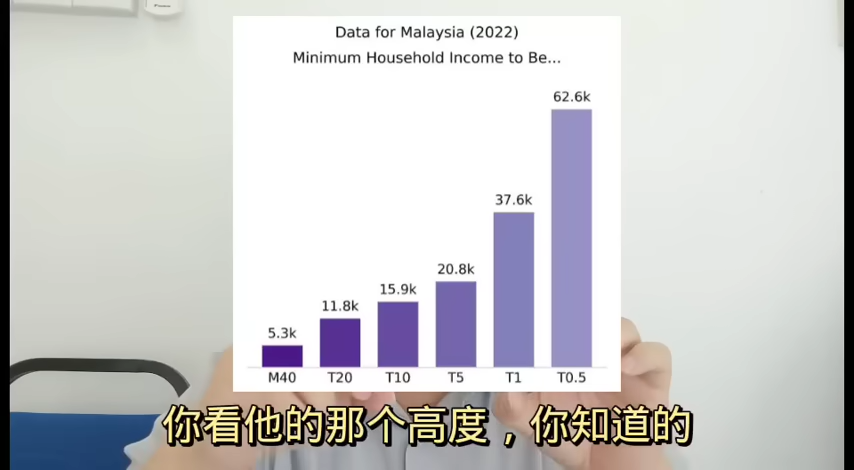 Data for Malaysia (2022)
Minimum Household Income to Be...
62.6k
37.6k
20.8k
15.9k
11.8k
5.3k
M40 T20 T10 T5 T1 T0.5
你看他的那个高度，你知道的